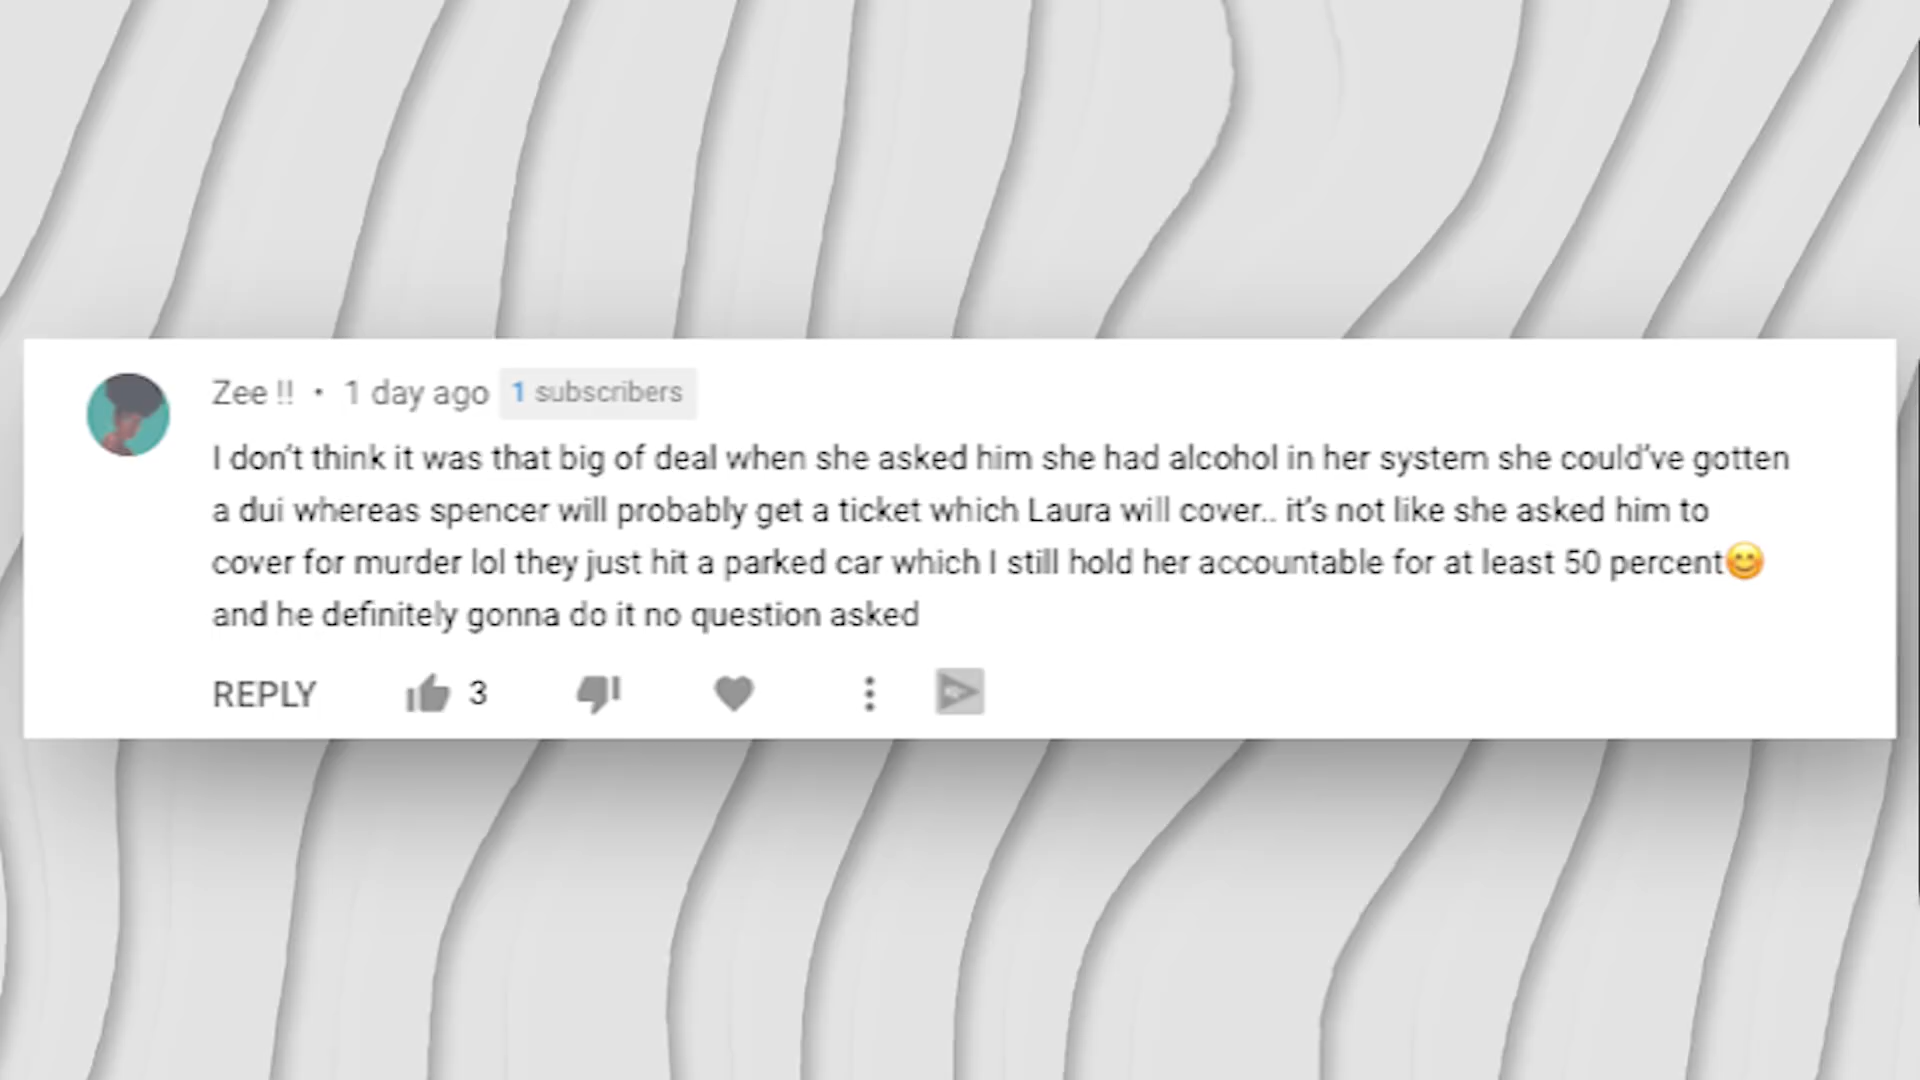 Zee !! • 1 day ago 1 subscribers
I don't think it was that big of deal when she asked him she had alcohol in her system she could've gotten
a dui whereas spencer will probably get a ticket which Laura will cover.. it's not like she asked him to
cover for murder lol they just hit a parked car which I still hold her accountable for at least 50 percent😊
and he definitely gonna do it no question asked
REPLY 3